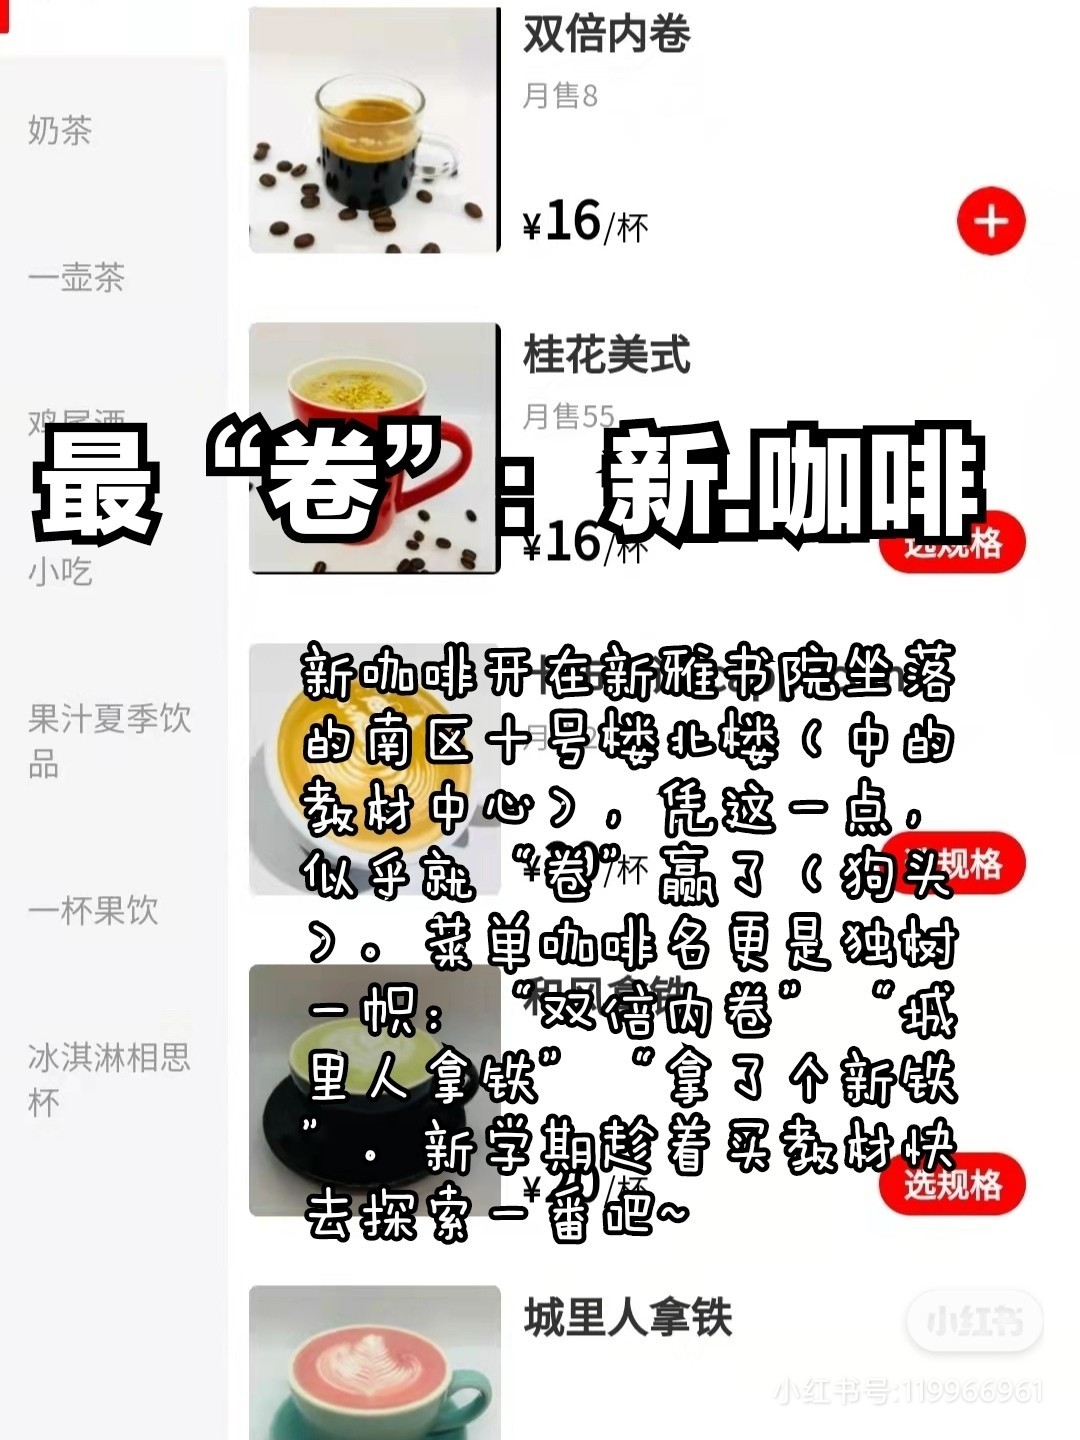 双倍内卷
月售8
¥16/杯
奶茶
一壶茶
桂花美式
月售55
鸡尾酒
最“卷”：新.咖啡
¥16/杯
选规格
小吃
新咖啡开在新雅书院坐落
的南区十号楼北楼（中的
教材中心），凭这一点，
似乎就“卷”赢了（狗头
）。菜单咖啡名更是独树
一帜：“双倍内卷”“城
里人拿铁”“拿了个新铁
”。新学期趁着买教材快
去探索一番吧~
果汁夏季饮
品
选规格
一杯果饮
和风拿铁
冰淇淋相思
杯
¥20/杯
选规格
城里人拿铁
小红书
小红书号:119966961